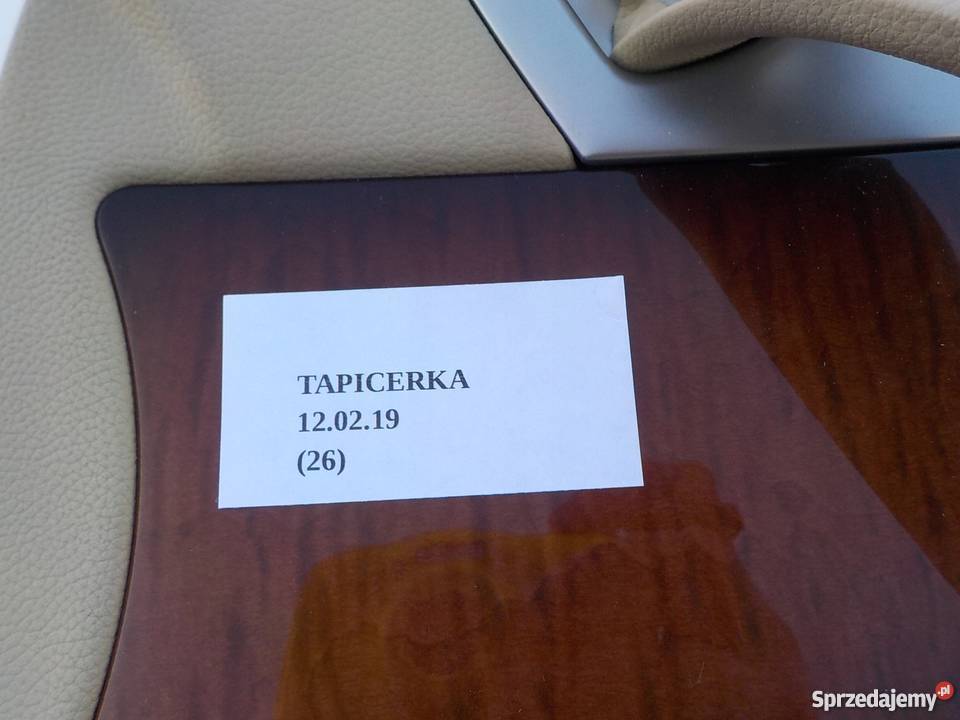 TAPICERKA
12.02.19
(26)
Sprzedajemy.pl